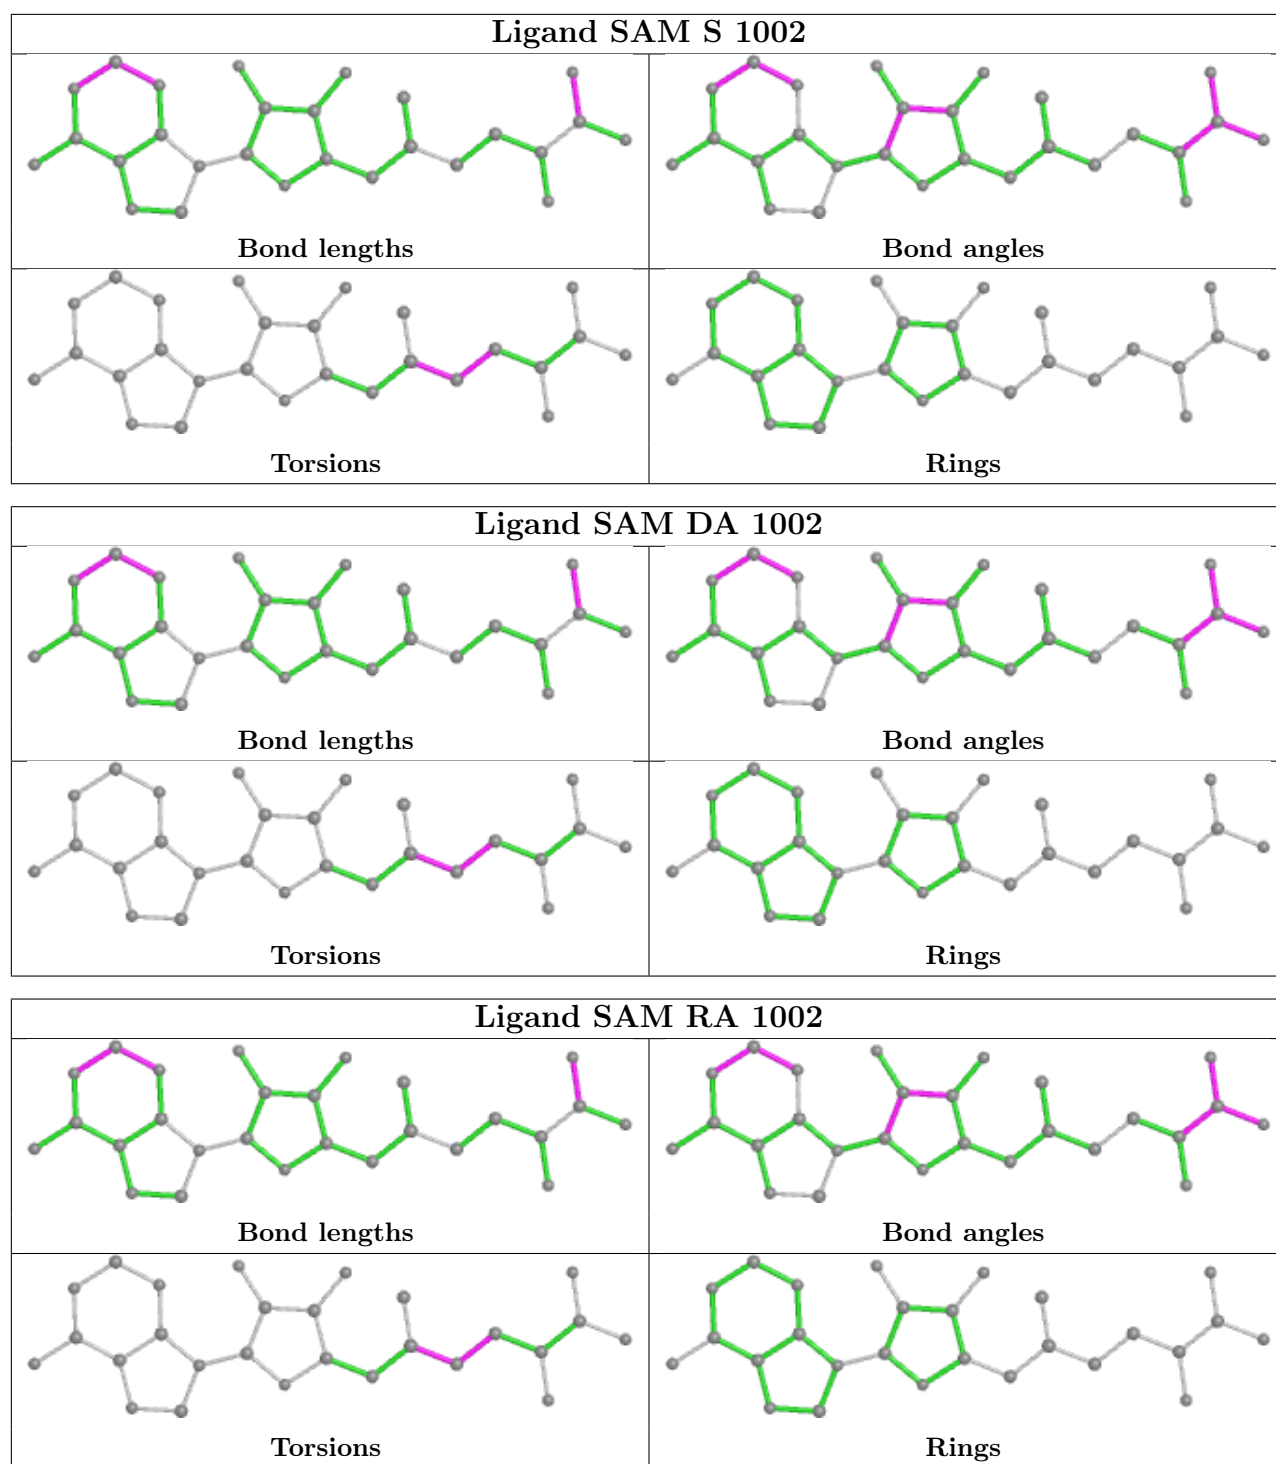 Ligand SAM S 1002
Bond lengths
Bond angles
Torsions
Rings
Ligand SAM DA 1002
Bond lengths
Bond angles
Torsions
Rings
Ligand SAM RA 1002
Bond lengths
Bond angles
Torsions
Rings